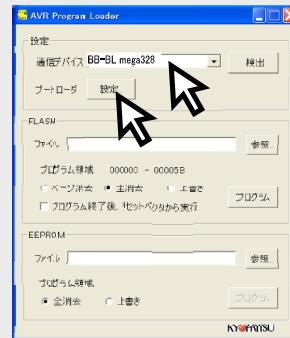 AVR Program Loader
設定
通信デバイス BB-BL mega328 検出
ブートローダ 設定
FLASH
ファイル 参照
プログラム領域 000000 - 00005B
ページ消去 全消去 上書き
プログラム終了後、リセットベクタから実行
プログラム
EEPROM
ファイル 参照
プログラム領域
全消去 上書き
プログラム
KYOHRITSU